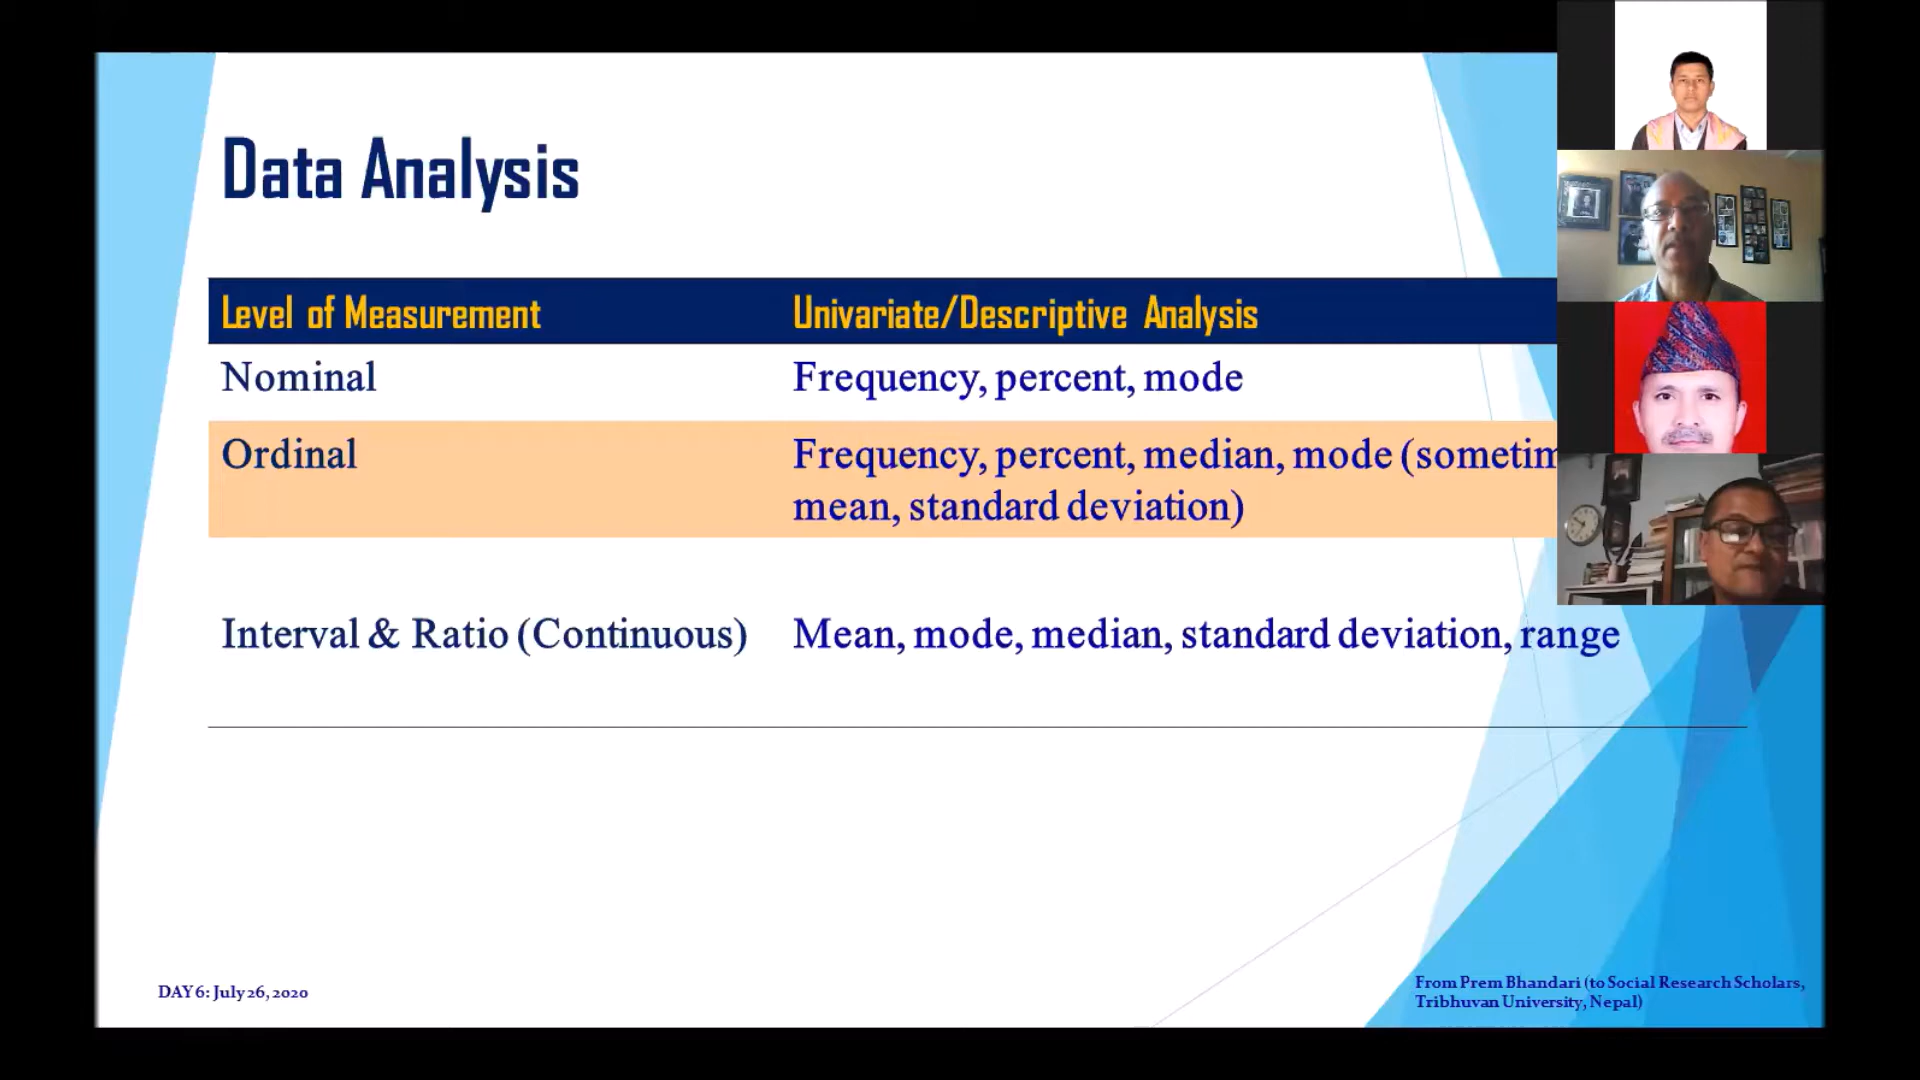 Data Analysis
Level of Measurement Univariate/Descriptive Analysis
Nominal Frequency, percent, mode
Ordinal Frequency, percent, median, mode (sometim
mean, standard deviation)
Interval & Ratio (Continuous) Mean, mode, median, standard deviation, range
DAY 6: July 26, 2020
From Prem Bhandari (to Social Research Scholars,
Tribhuvan University, Nepal)